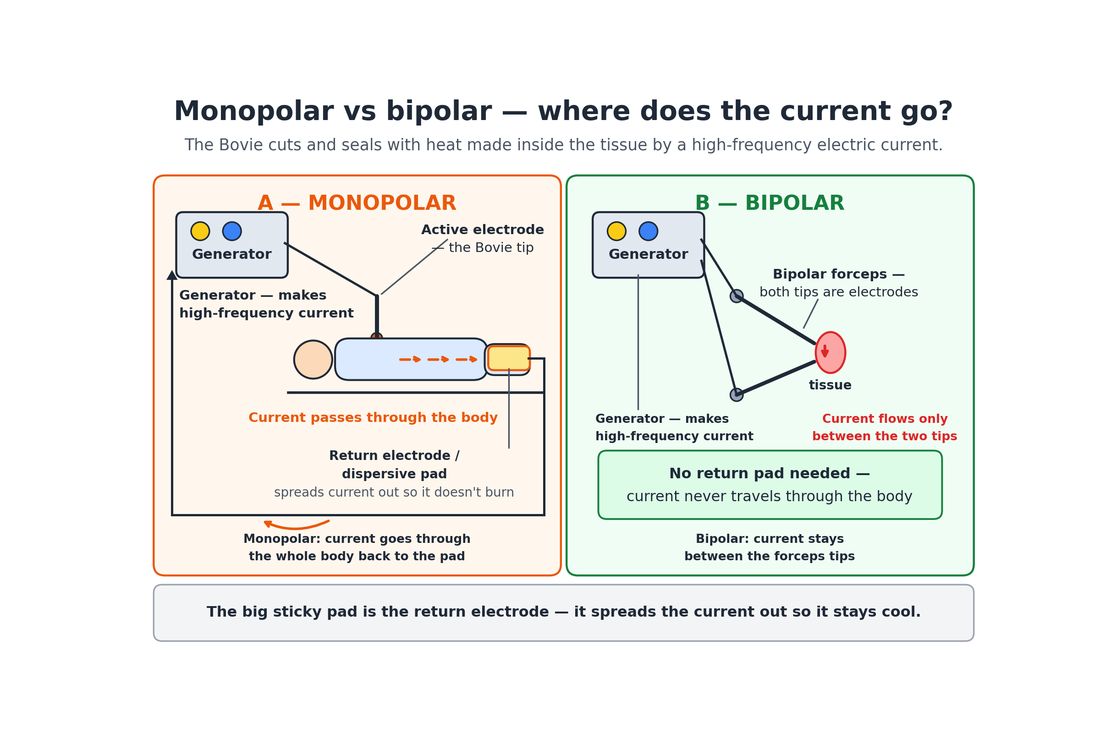 Monopolar vs bipolar — where does the current go?
The Bovie cuts and seals with heat made inside the tissue by a high-frequency electric current.
A — MONOPOLAR
Generator
Active electrode
— the Bovie tip
Generator — makes
high-frequency current
Current passes through the body
Return electrode /
dispersive pad
spreads current out so it doesn't burn
Monopolar: current goes through
the whole body back to the pad
B — BIPOLAR
Generator
Bipolar forceps —
both tips are electrodes
tissue
Generator — makes
high-frequency current
Current flows only
between the two tips
No return pad needed —
current never travels through the body
Bipolar: current stays
between the forceps tips
The big sticky pad is the return electrode — it spreads the current out so it stays cool.